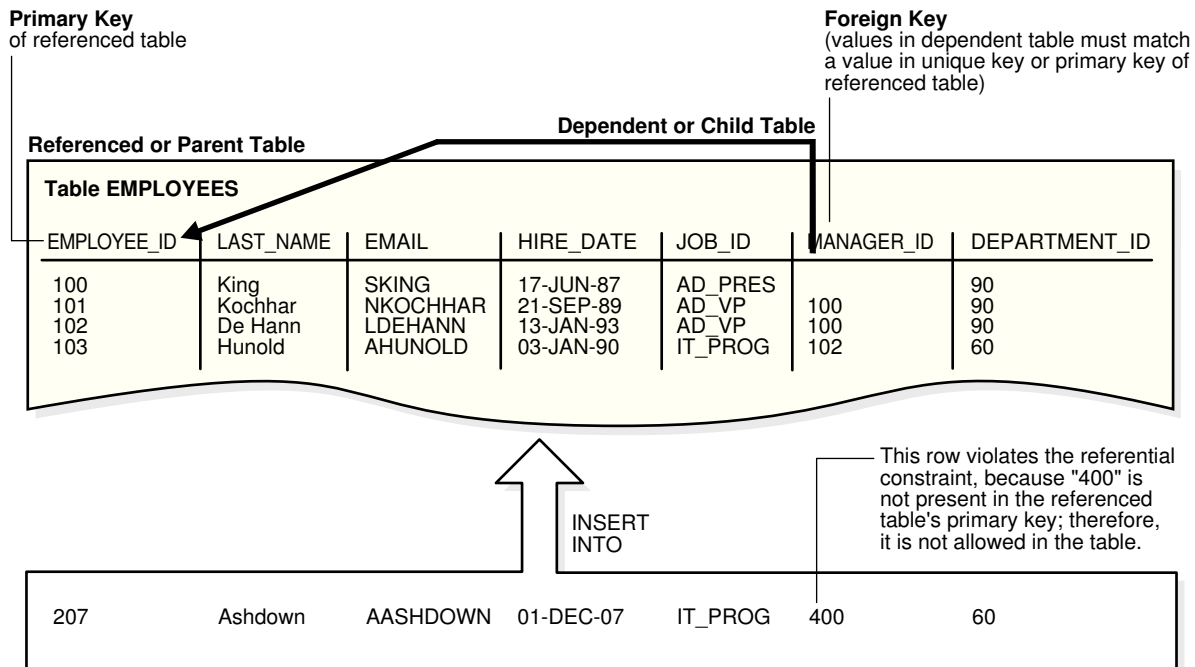 Primary Key
of referenced table
Foreign Key
(values in dependent table must match
a value in unique key or primary key of
referenced table)
Dependent or Child Table
Referenced or Parent Table
Table EMPLOYEES
EMPLOYEE_ID LAST_NAME EMAIL HIRE_DATE JOB_ID MANAGER_ID DEPARTMENT_ID
100 King SKING 17-JUN-87 AD_PRES 90
101 Kochhar NKOCHHAR 21-SEP-89 AD_VP 100 90
102 De Hann LDEHANN 13-JAN-93 AD_VP 100 90
103 Hunold AHUNOLD 03-JAN-90 IT_PROG 102 60
This row violates the referential
constraint, because "400" is
not present in the referenced
table's primary key; therefore,
it is not allowed in the table.
INSERT
INTO
207 Ashdown AASHDOWN 01-DEC-07 IT_PROG 400 60